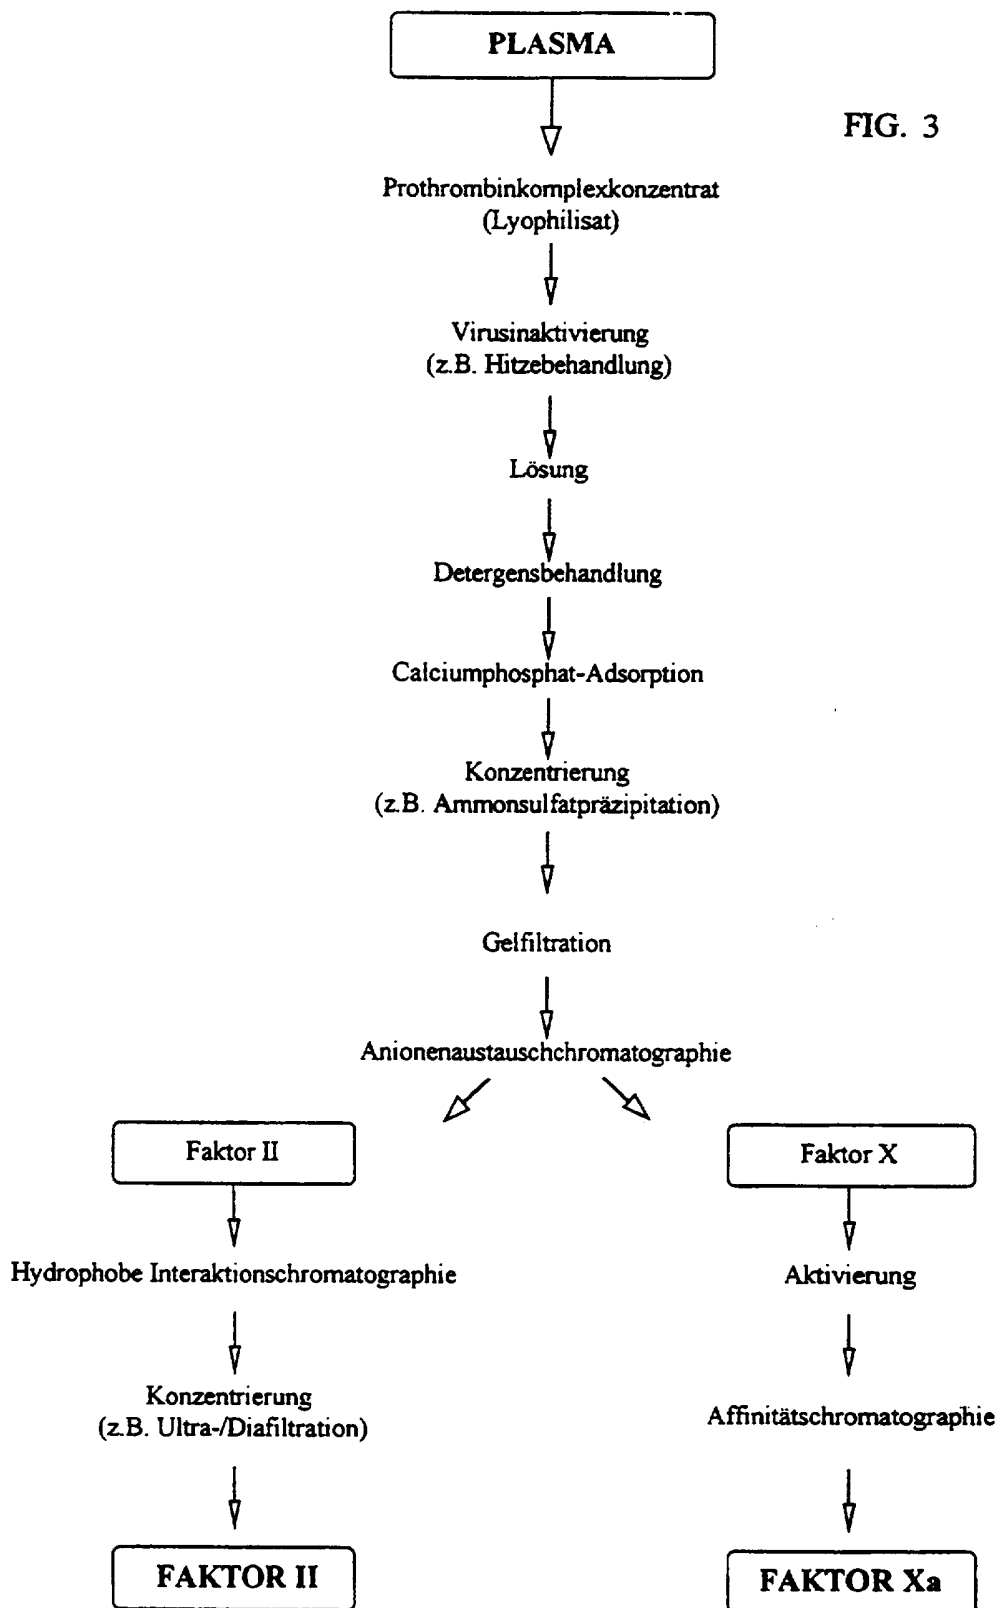 PLASMA
FIG. 3
Prothrombinkomplexkonzentrat
(Lyophilisat)
Virusinaktivierung
(z.B. Hitzebehandlung)
Lösung
Detergensbehandlung
Calciumphosphat-Adsorption
Konzentrierung
(z.B. Ammonsulfatpräzipitation)
Gelfiltration
Anionenaustauschchromatographie
Faktor II
Faktor X
Hydrophobe Interaktionschromatographie
Aktivierung
Konzentrierung
(z.B. Ultra-/Diafiltration)
Affinitätschromatographie
FAKTOR II
FAKTOR Xa